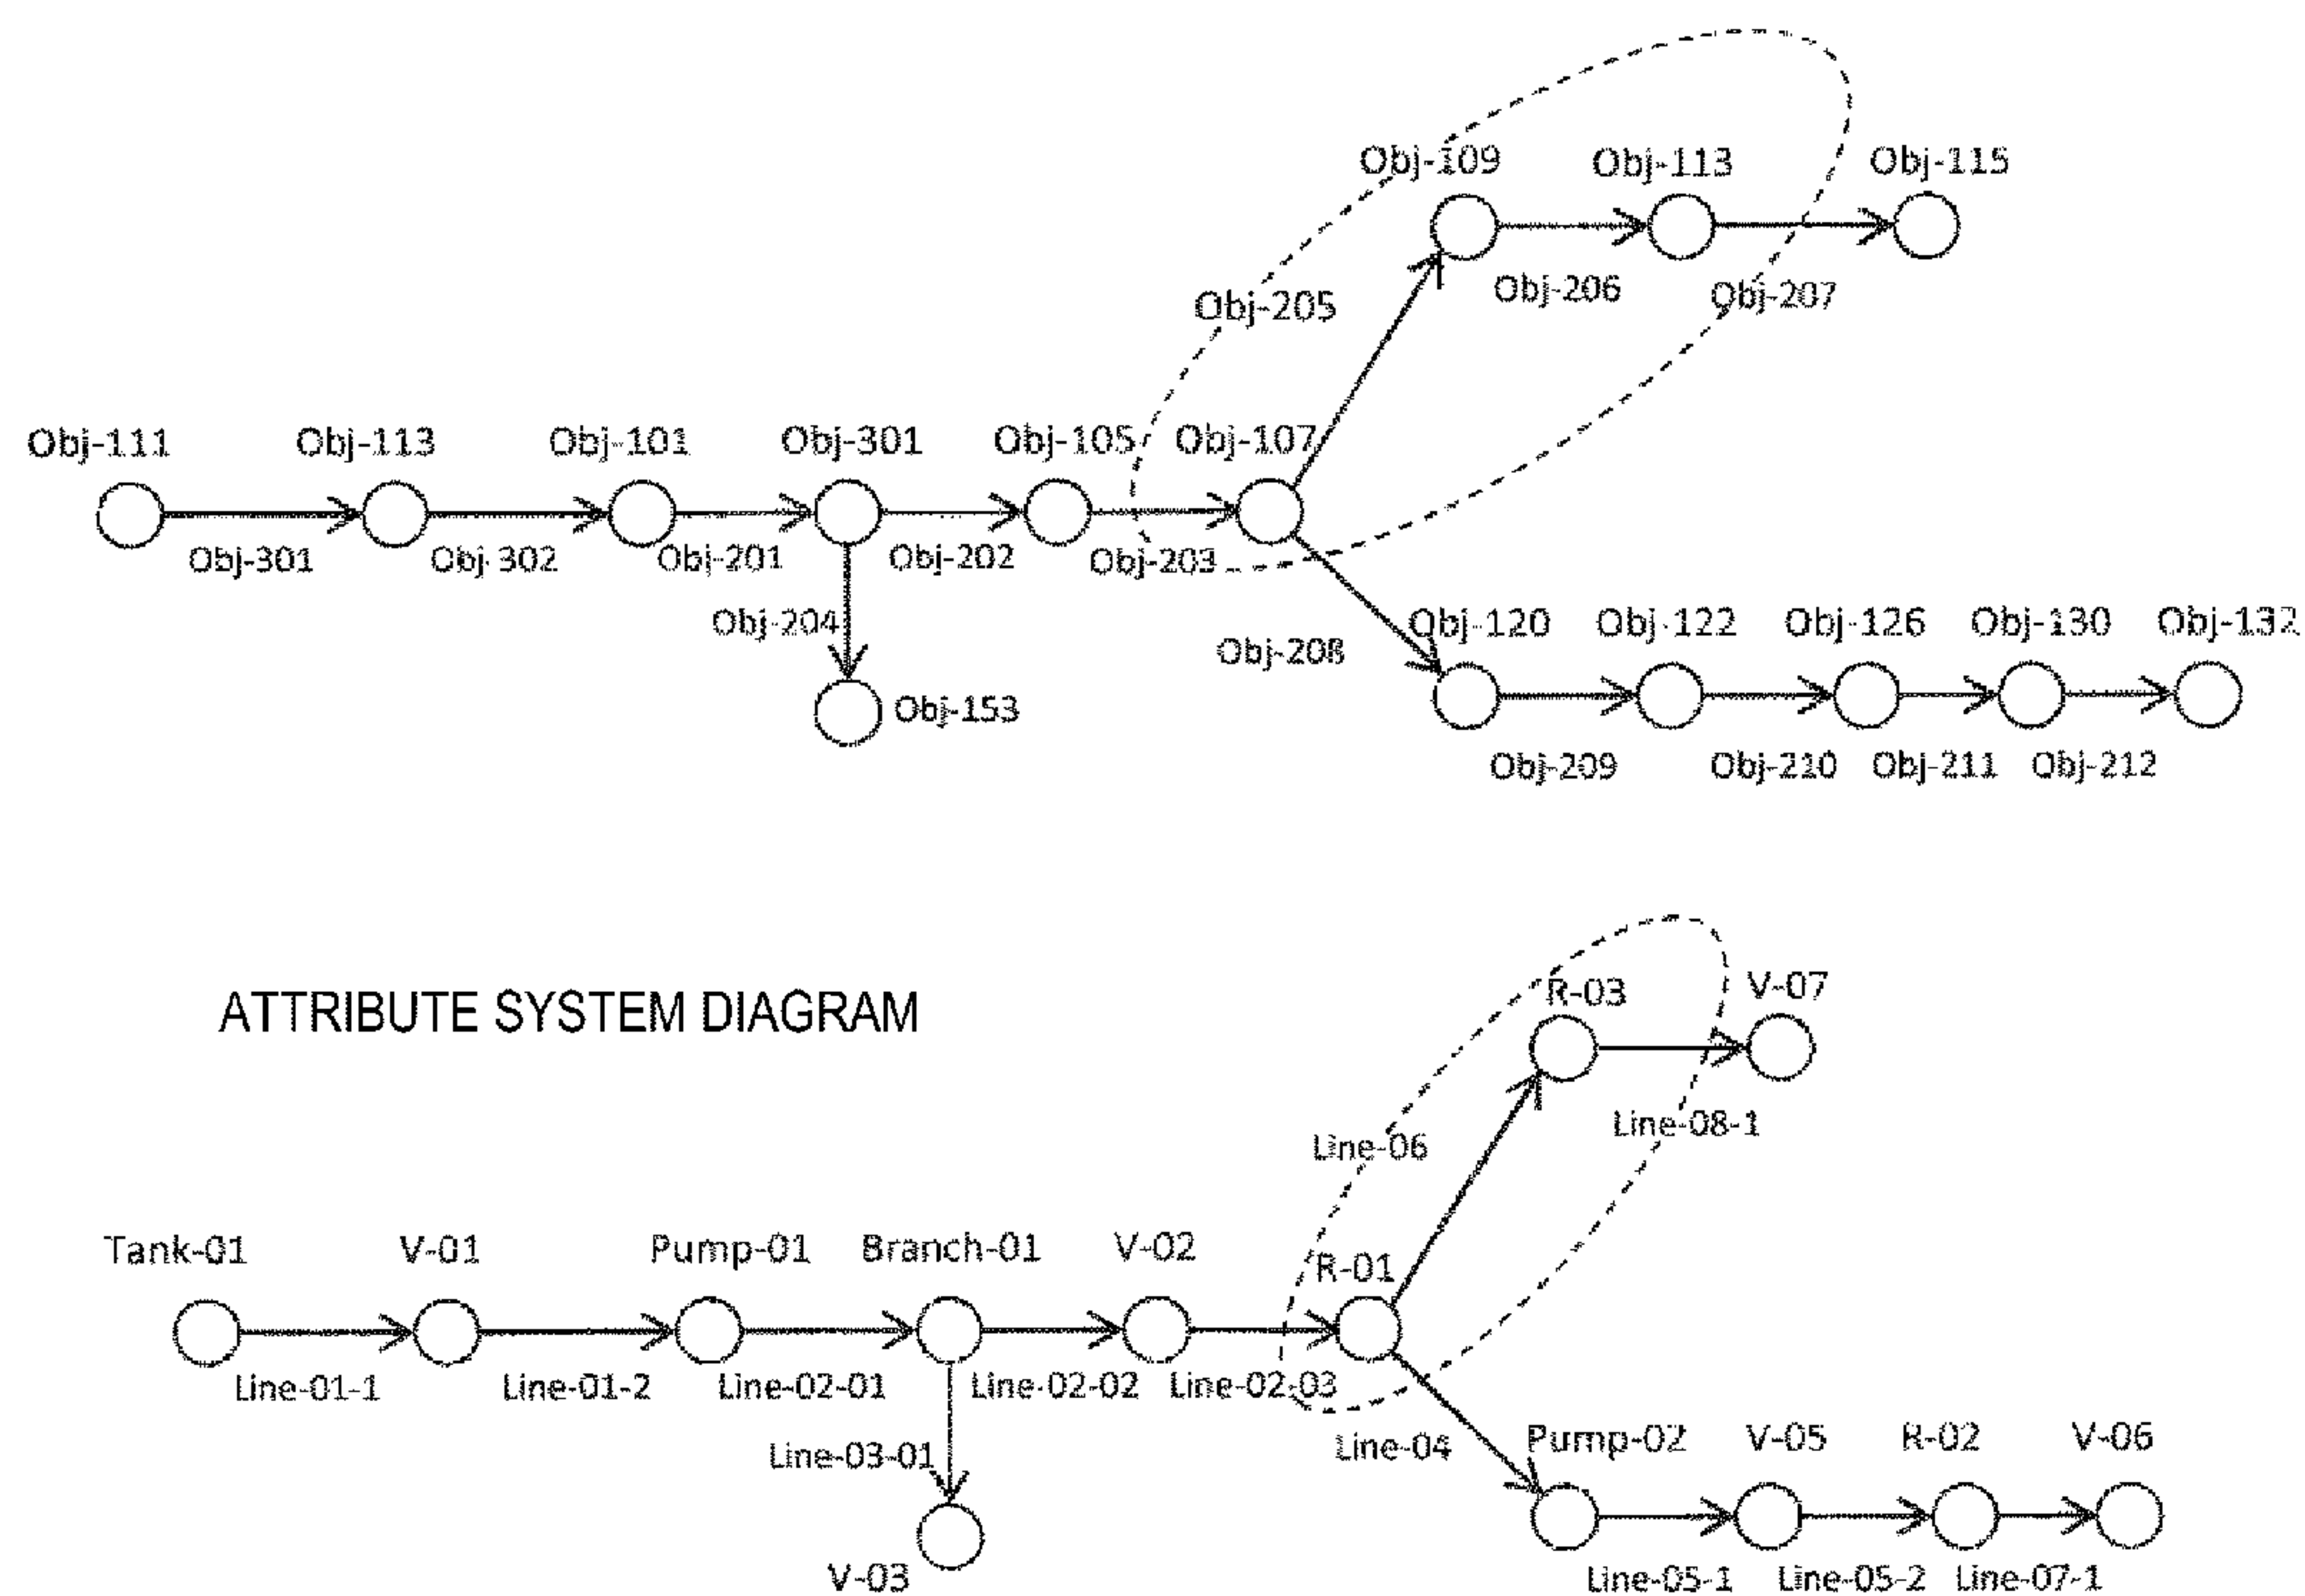 Obj-109 Obj-113 Obj-115
Obj-205 Obj-206 Obj-207
Obj-111 Obj-113 Obj-101 Obj-301 Obj-105 Obj-107
Obj-301 Obj-302 Obj-201 Obj-202 Obj-203
Obj-204 Obj-208 Obj-120 Obj-122 Obj-126 Obj-130 Obj-132
Obj-153
Obj-209 Obj-210 Obj-211 Obj-212
ATTRIBUTE SYSTEM DIAGRAM
R-03 V-07
Line-06 Line-08-1
Tank-01 V-01 Pump-01 Branch-01 V-02 R-01
Line-01-1 Line-01-2 Line-02-01 Line-02-02 Line-02-03
Line-03-01 Line-04 Pump-02 V-05 R-02 V-06
V-03 Line-05-1 Line-05-2 Line-07-1